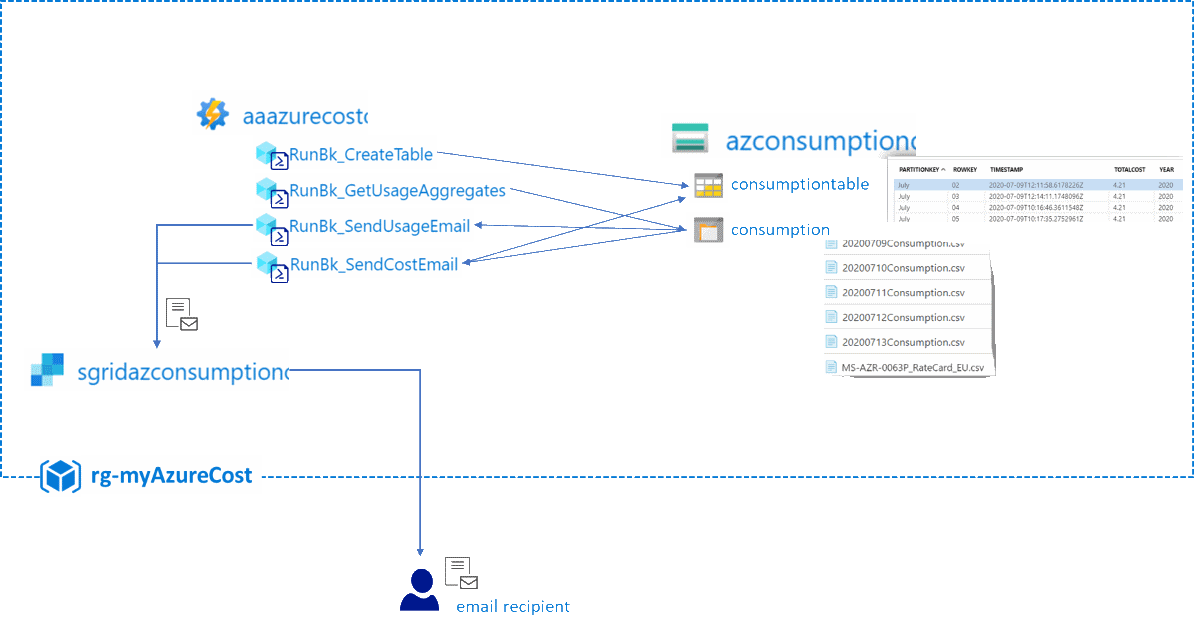 aaazurecost
RunBk_CreateTable
RunBk_GetUsageAggregates
RunBk_SendUsageEmail
RunBk_SendCostEmail
azconsumption
consumptiontable
consumption
PARTITIONKEY ROWKEY TIMESTAMP TOTALCOST YEAR
July 02 2020-07-09T12:11:58.6178226Z 4.21 2020
July 03 2020-07-09T12:14:11.1748096Z 4.21 2020
July 04 2020-07-09T10:16:46.3611548Z 4.21 2020
July 05 2020-07-09T10:17:35.2752961Z 4.21 2020
20200709Consumption.csv
20200710Consumption.csv
20200711Consumption.csv
20200712Consumption.csv
20200713Consumption.csv
MS-AZR-0063P_RateCard_EU.csv
sgridazconsumption
rg-myAzureCost
email recipient